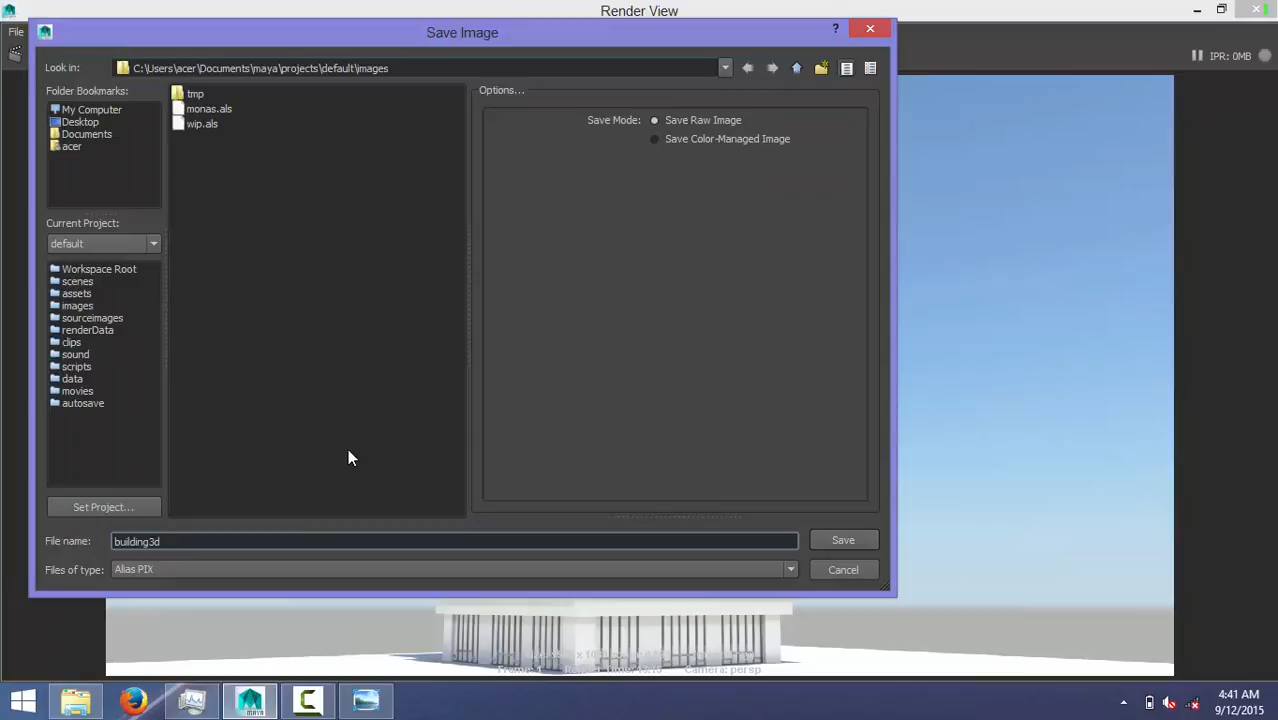 Render View
File
Save Image
?
IPR: 0MB
Look in: C:\Users\acer\Documents\maya\projects\default\images
Folder Bookmarks:
My Computer
Desktop
Documents
acer
tmp
monas.als
wip.als
Options...
Save Mode: Save Raw Image
Save Color-Managed Image
Current Project:
default
Workspace Root
scenes
assets
images
sourceimages
renderData
clips
sound
scripts
data
movies
autosave
Set Project...
File name: building3d Save
Files of type: Alias PIX Cancel
Camera: persp
MAYA
4:41 AM
9/12/2015